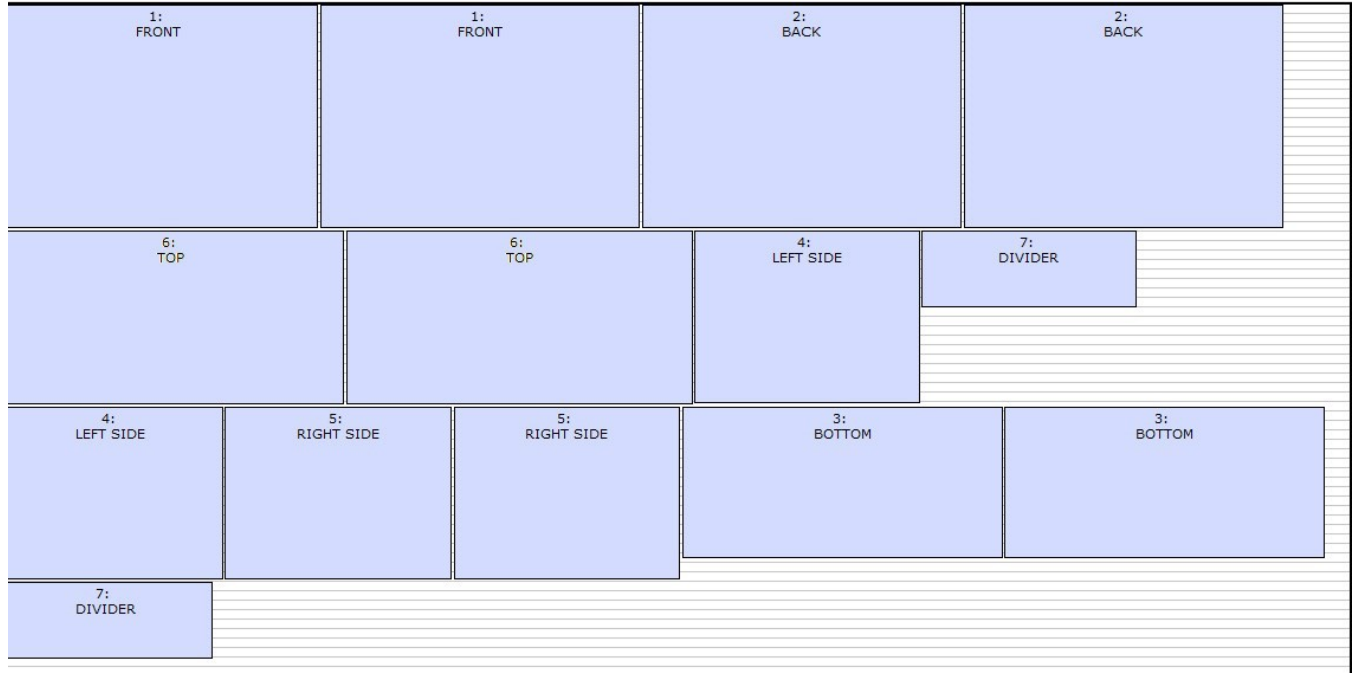 1:
FRONT
1:
FRONT
2:
BACK
2:
BACK
6:
TOP
6:
TOP
4:
LEFT SIDE
7:
DIVIDER
4:
LEFT SIDE
5:
RIGHT SIDE
5:
RIGHT SIDE
3:
BOTTOM
3:
BOTTOM
7:
DIVIDER